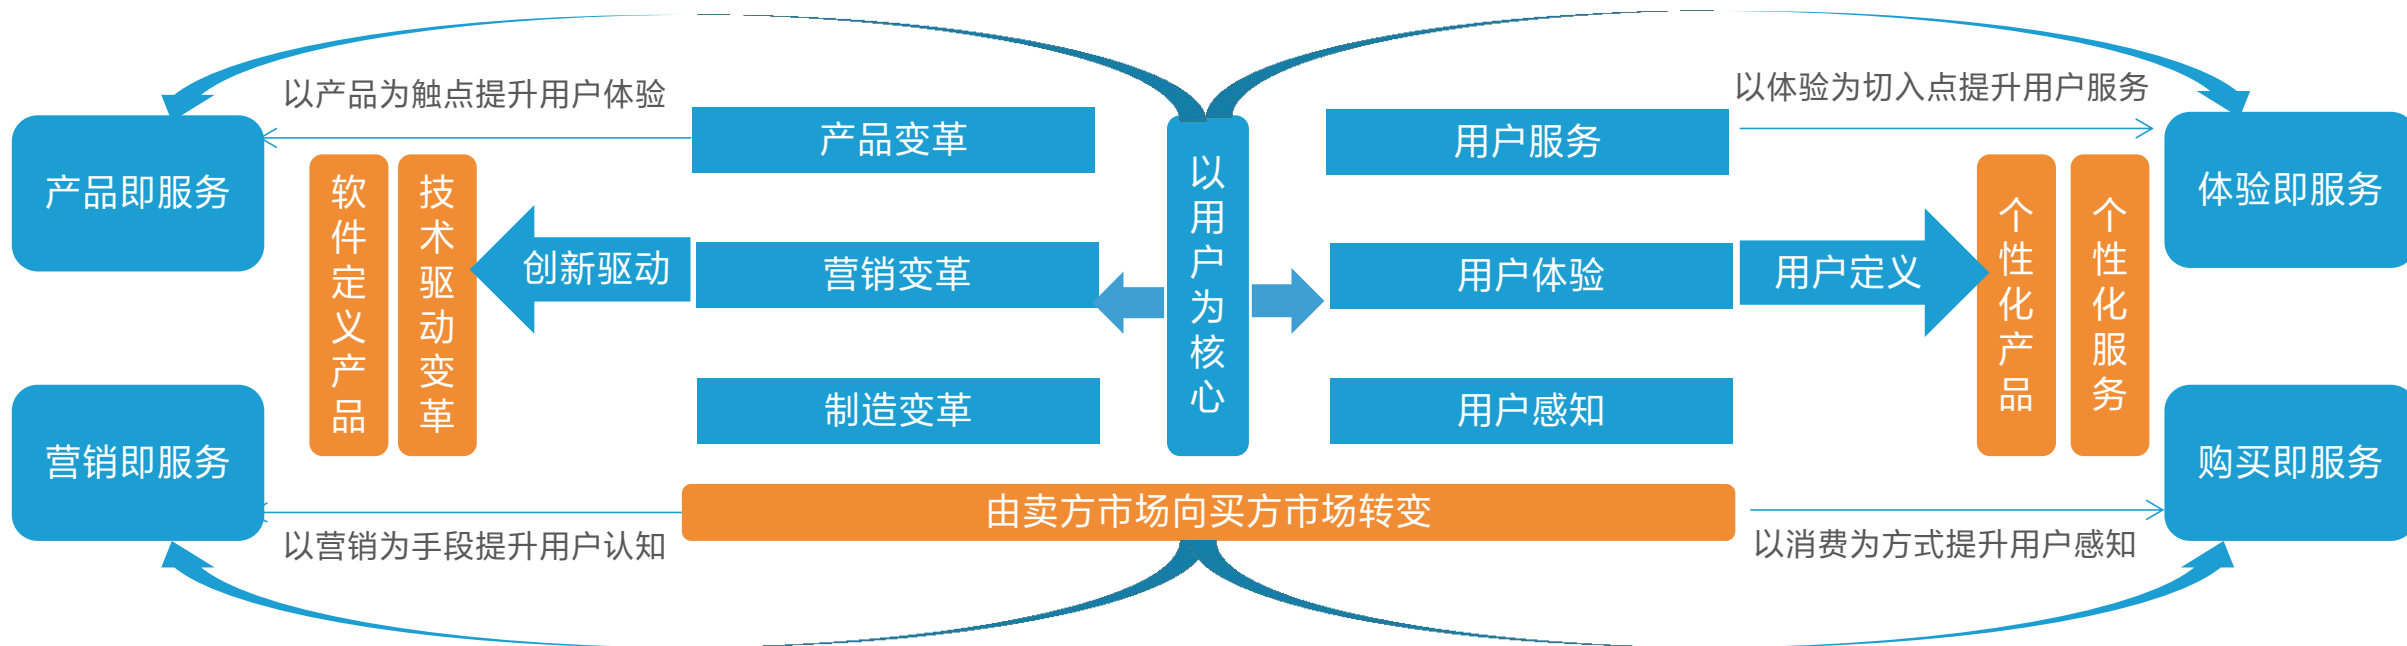 以产品为触点提升用户体验
以体验为切入点提升用户服务
产品即服务
软件定义产品
技术驱动变革
创新驱动
产品变革
营销变革
制造变革
以用户为核心
用户服务
用户体验
用户感知
用户定义
个性化产品
个性化服务
体验即服务
营销即服务
购买即服务
由卖方市场向买方市场转变
以营销为手段提升用户认知
以消费为方式提升用户感知